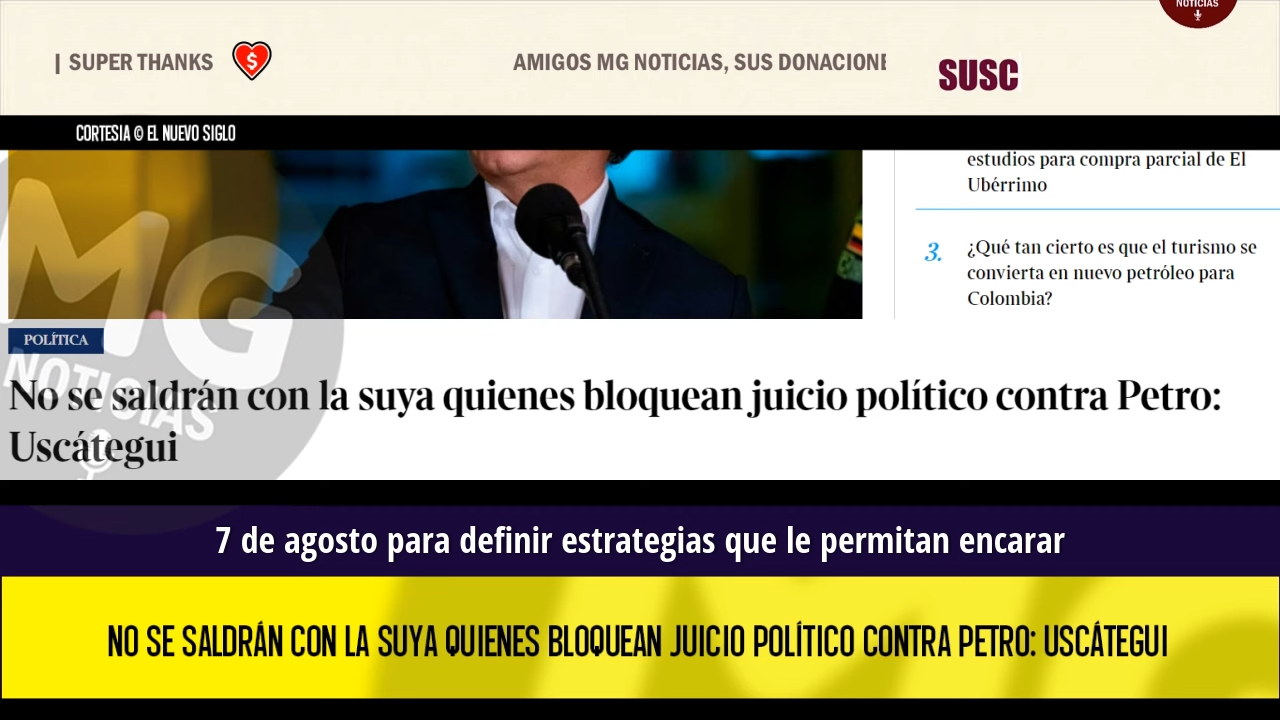 NOTICIAS
| SUPER THANKS
AMIGOS MG NOTICIAS, SUS DONACIONE
SUSC
CORTESIA © EL NUEVO SIGLO
estudios para compra parcial de El
Ubérrimo
3.
¿Qué tan cierto es que el turismo se
convierta en nuevo petróleo para
Colombia?
MG
NOTICIAS
POLÍTICA
No se saldrán con la suya quienes bloquean juicio político contra Petro:
Uscátegui
7 de agosto para definir estrategias que le permitan encarar
NO SE SALDRÁN CON LA SUYA QUIENES BLOQUEAN JUICIO POLÍTICO CONTRA PETRO: USCÁTEGUI